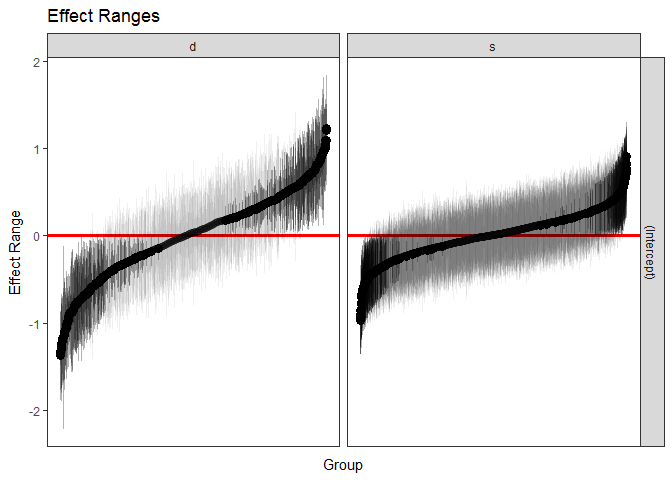 Effect Ranges
d
s
2
1
0
-1
-2
Effect Range
(Intercept)
Group